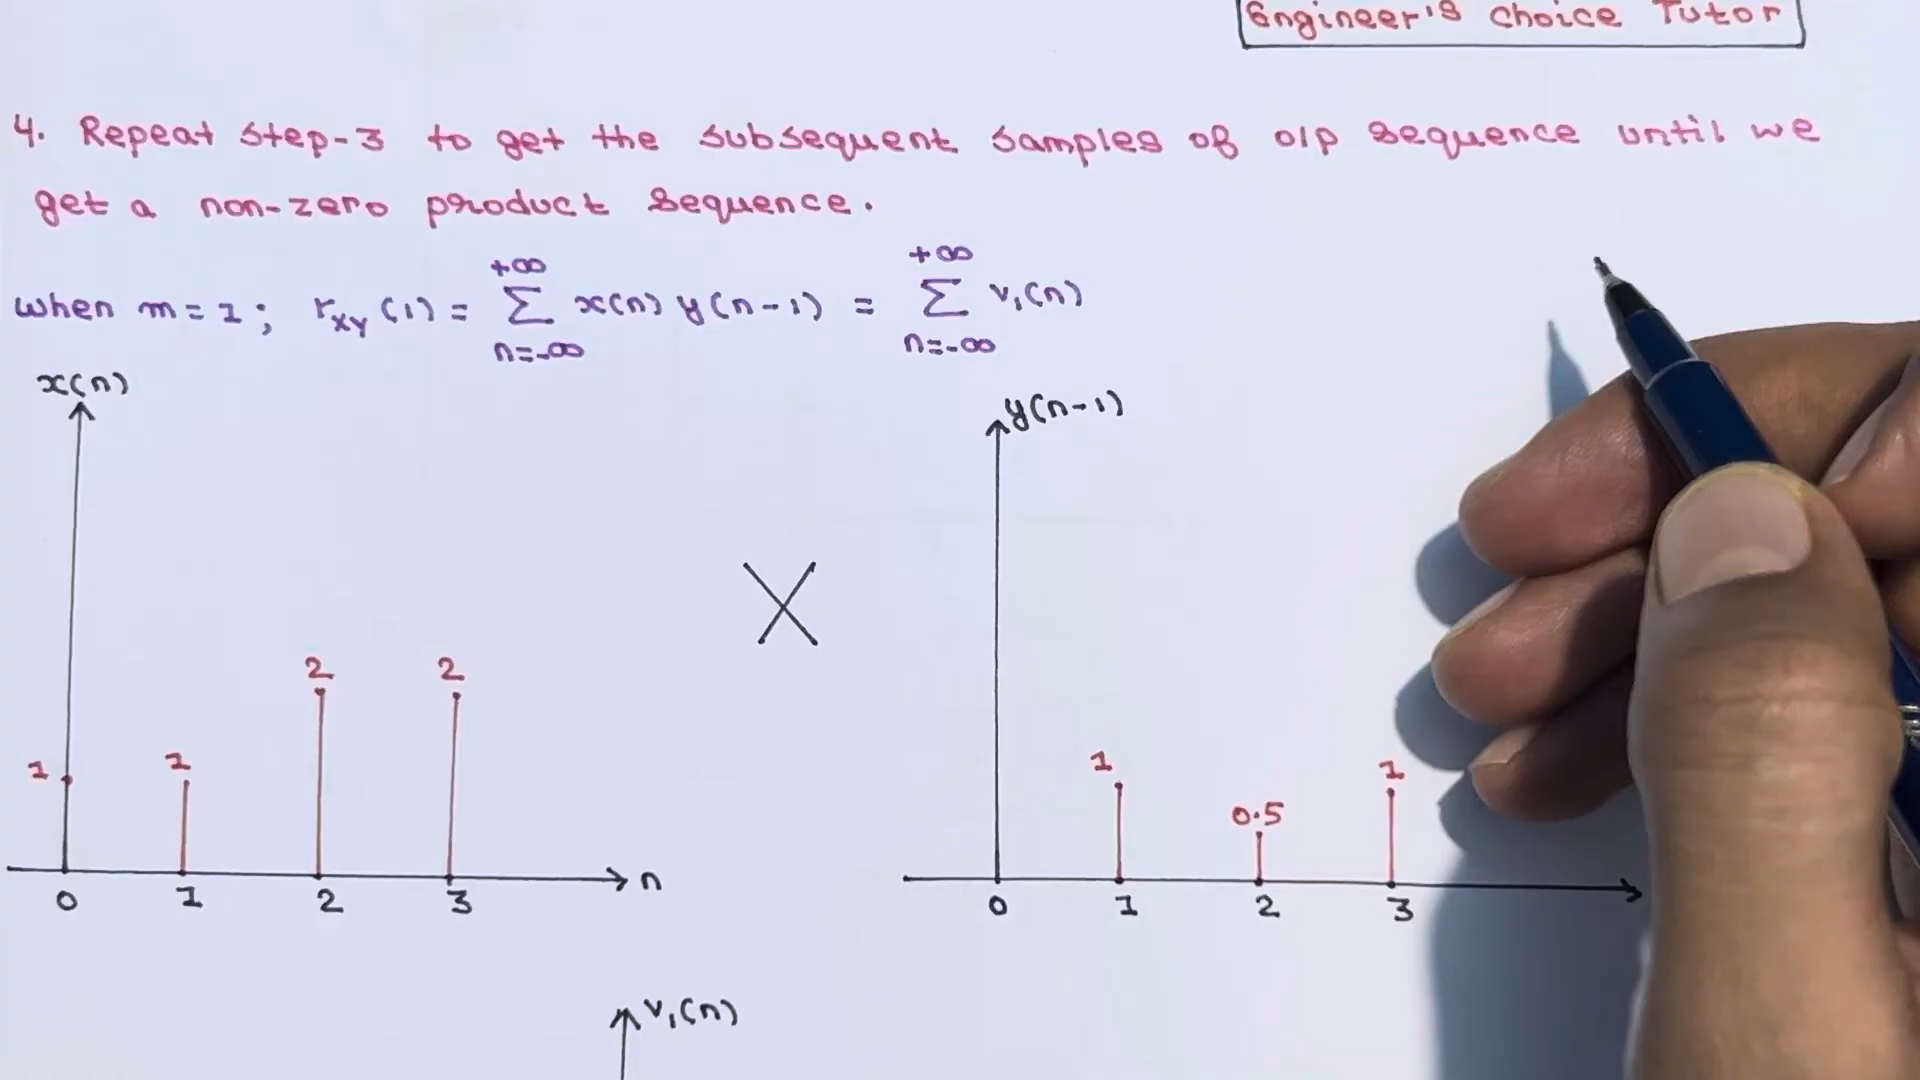 Engineer's Choice Tutor
4. Repeat step-3 to get the subsequent samples of o/p sequence until we
get a non-zero product sequence.
when m=1; rxy(1) = +∞ Σ n=-∞ x(n) y(n-1) = +∞ Σ n=-∞ v₁(n)
x(n)
y(n-1)
2 2
1 1
1 0.5 1
n
0 1 2 3
0 1 2 3
v₁(n)